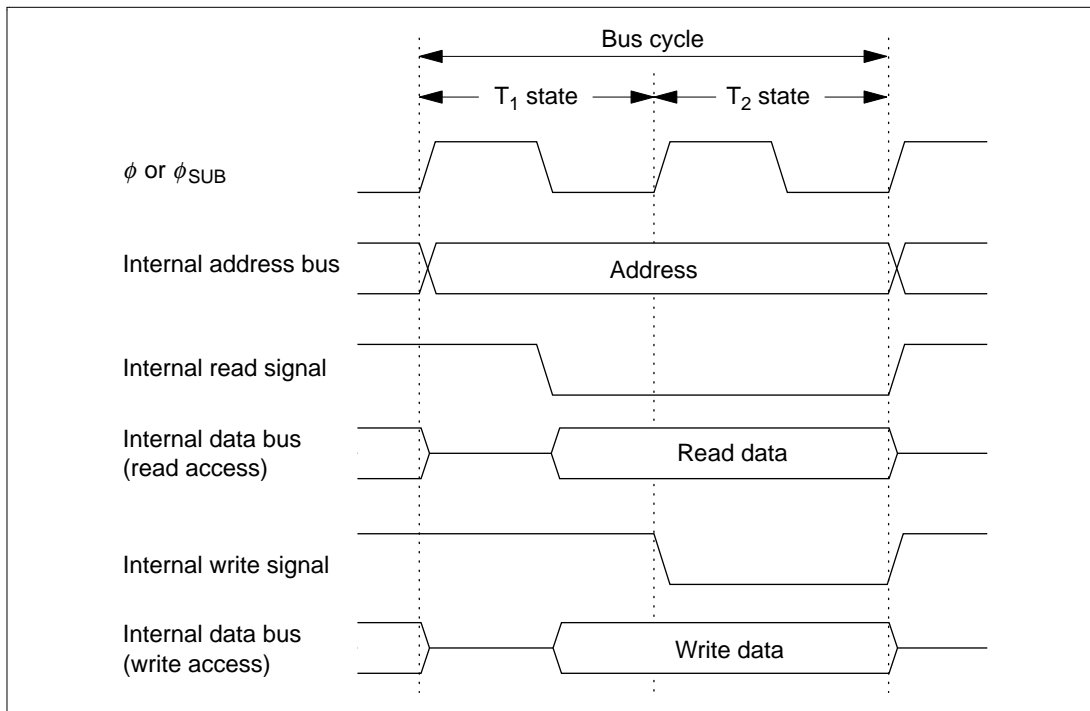 Bus cycle
T1 state
T2 state
ϕ or ϕSUB
Internal address bus
Address
Internal read signal
Internal data bus
(read access)
Read data
Internal write signal
Internal data bus
(write access)
Write data